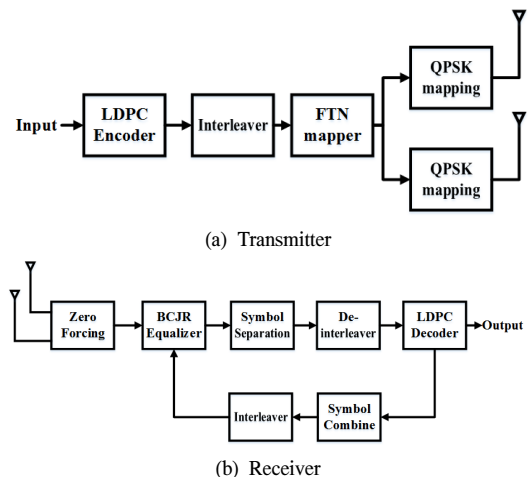 QPSK
mapping
Input
LDPC
Encoder
Interleaver
FTN
mapper
QPSK
mapping
(a) Transmitter
Zero
Forcing
BCJR
Equalizer
Symbol
Separation
De-
interleaver
LDPC
Decoder
Output
Interleaver
Symbol
Combine
(b) Receiver